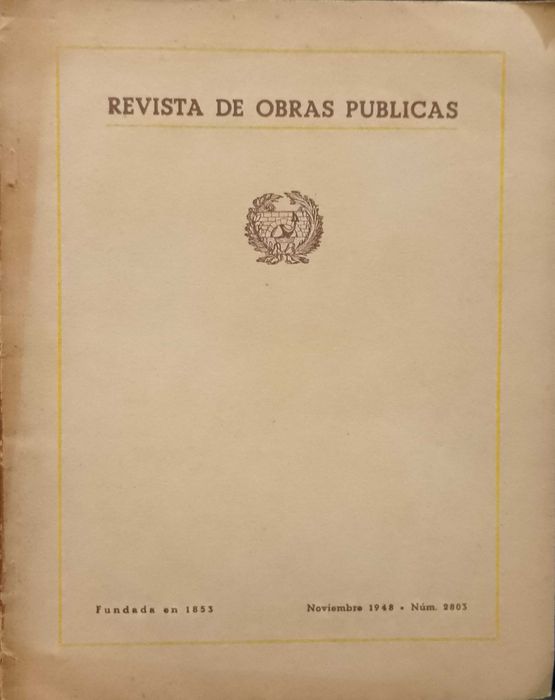 REVISTA DE OBRAS PUBLICAS
Fundada en 1853
Noviembre 1948 • Núm. 2803